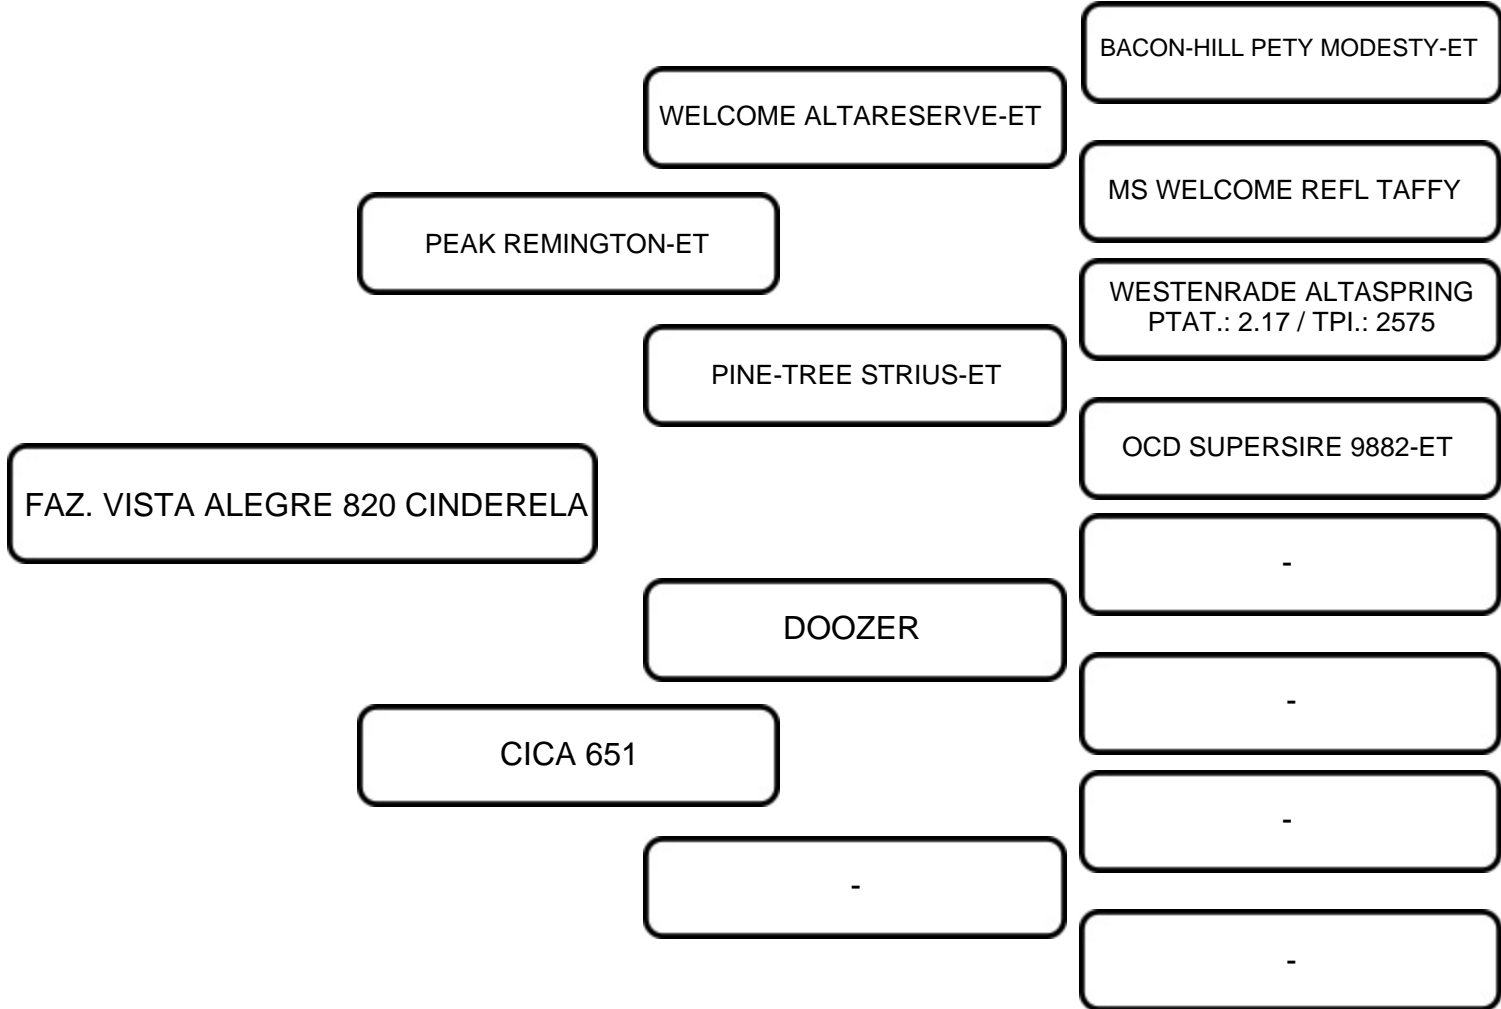 BACON-HILL PETY MODESTY-ET
WELCOME ALTARESERVE-ET
MS WELCOME REFL TAFFY
PEAK REMINGTON-ET
WESTENRADE ALTASPRING
PTAT.: 2.17 / TPI.: 2575
PINE-TREE STRIUS-ET
OCD SUPERSIRE 9882-ET
FAZ. VISTA ALEGRE 820 CINDERELA
-
DOOZER
-
CICA 651
-
-
-